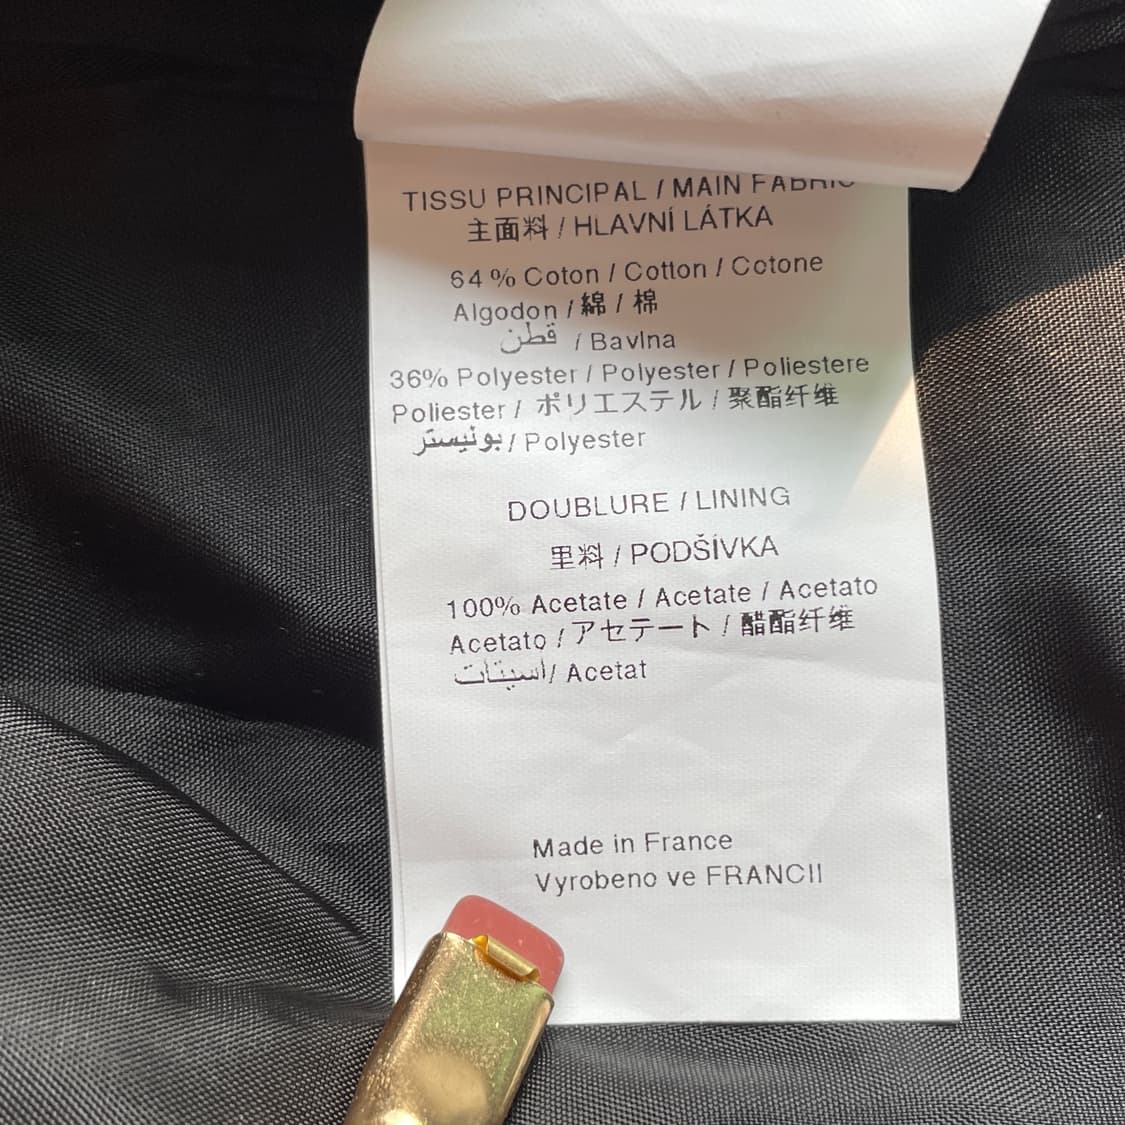 TISSU PRINCIPAL / MAIN FABRIC
主面料 / HLAVNÍ LÁTKA
64 % Coton / Cotton / Cotone
Algodon / 綿 / 棉
قطن / Bavlna
36% Polyester / Polyester / Poliestere
Poliester / ポリエステル / 聚酯纤维
بوليستر / Polyester
DOUBLURE / LINING
里料 / PODŠÍVKA
100% Acetate / Acetate / Acetato
Acetato / アセテート / 醋酯纤维
أسيتات / Acetat
Made in France
Vyrobeno ve FRANCII